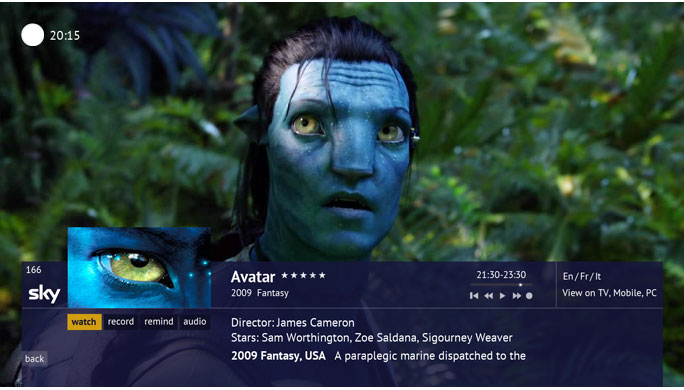 20:15
166
sky
Avatar ★★★★★
2009 Fantasy
21:30-23:30
En / Fr / It
View on TV, Mobile, PC
watch
record
remind
audio
Director: James Cameron
Stars: Sam Worthington, Zoe Saldana, Sigourney Weaver
2009 Fantasy, USA A paraplegic marine dispatched to the
back